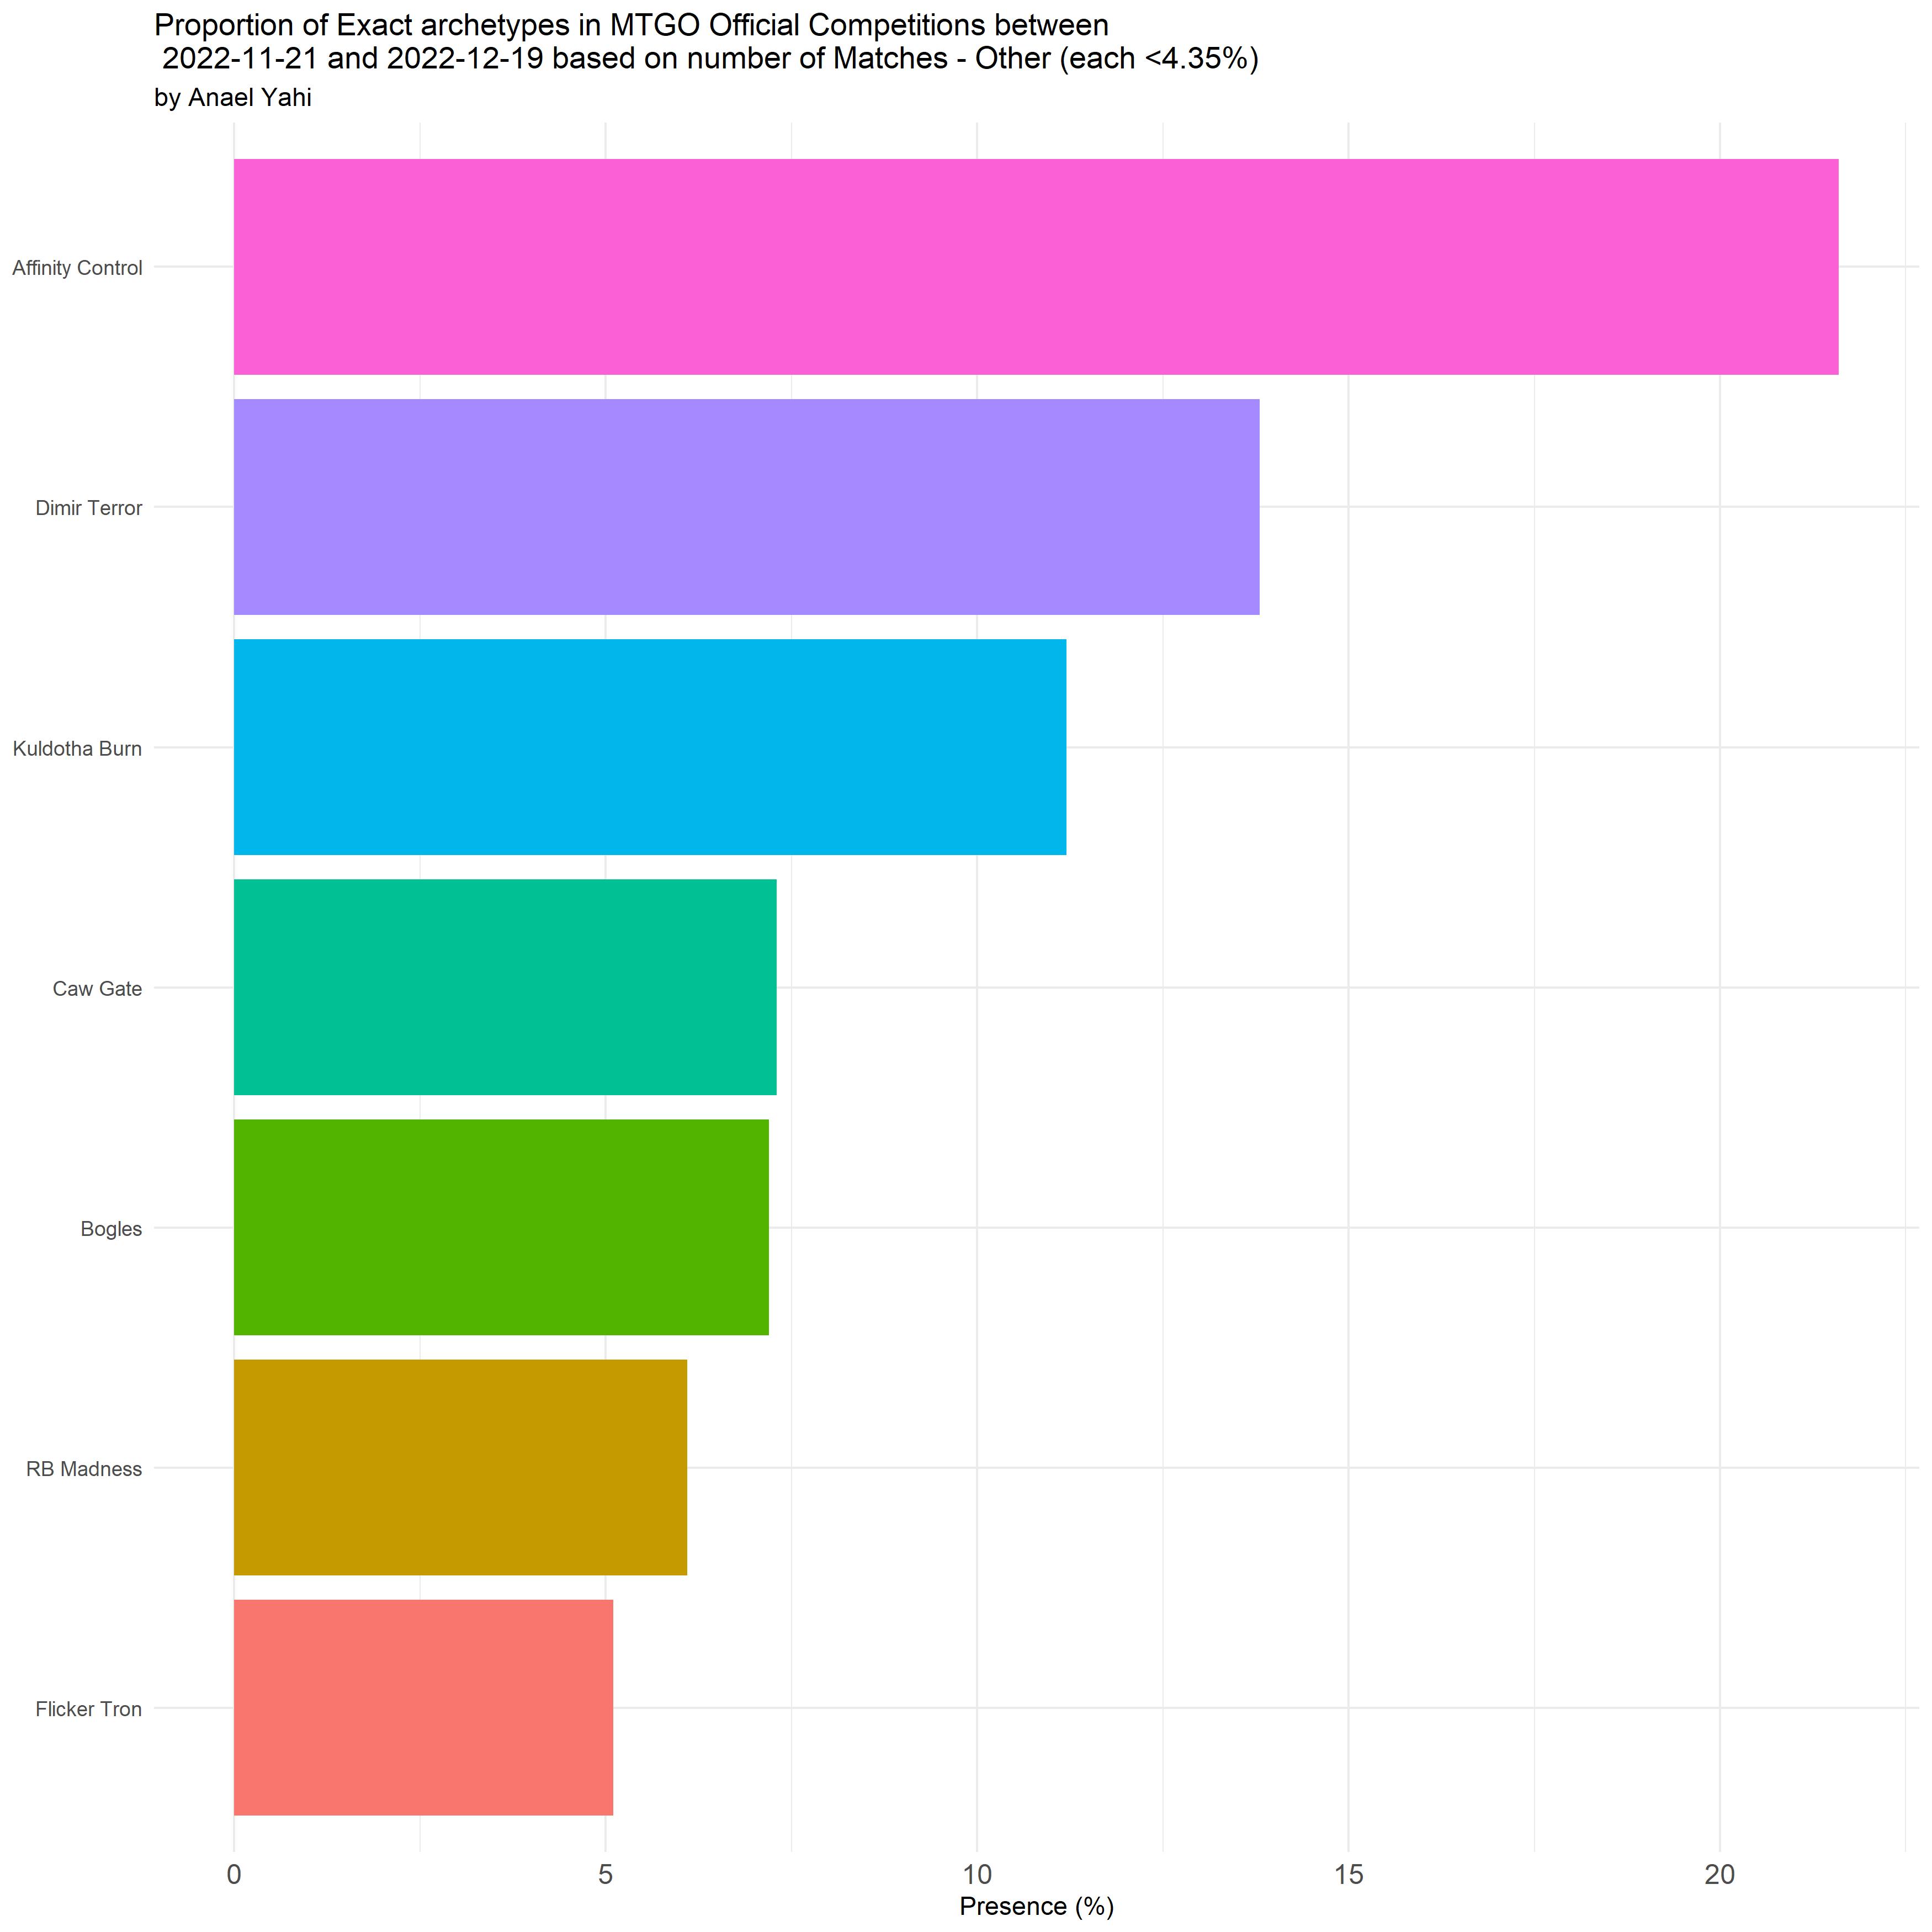 Proportion of Exact archetypes in MTGO Official Competitions between
2022-11-21 and 2022-12-19 based on number of Matches - Other (each <4.35%)
by Anael Yahi
Affinity Control
Dimir Terror
Kuldotha Burn
Caw Gate
Bogles
RB Madness
Flicker Tron
0 5 10 15 20
Presence (%)